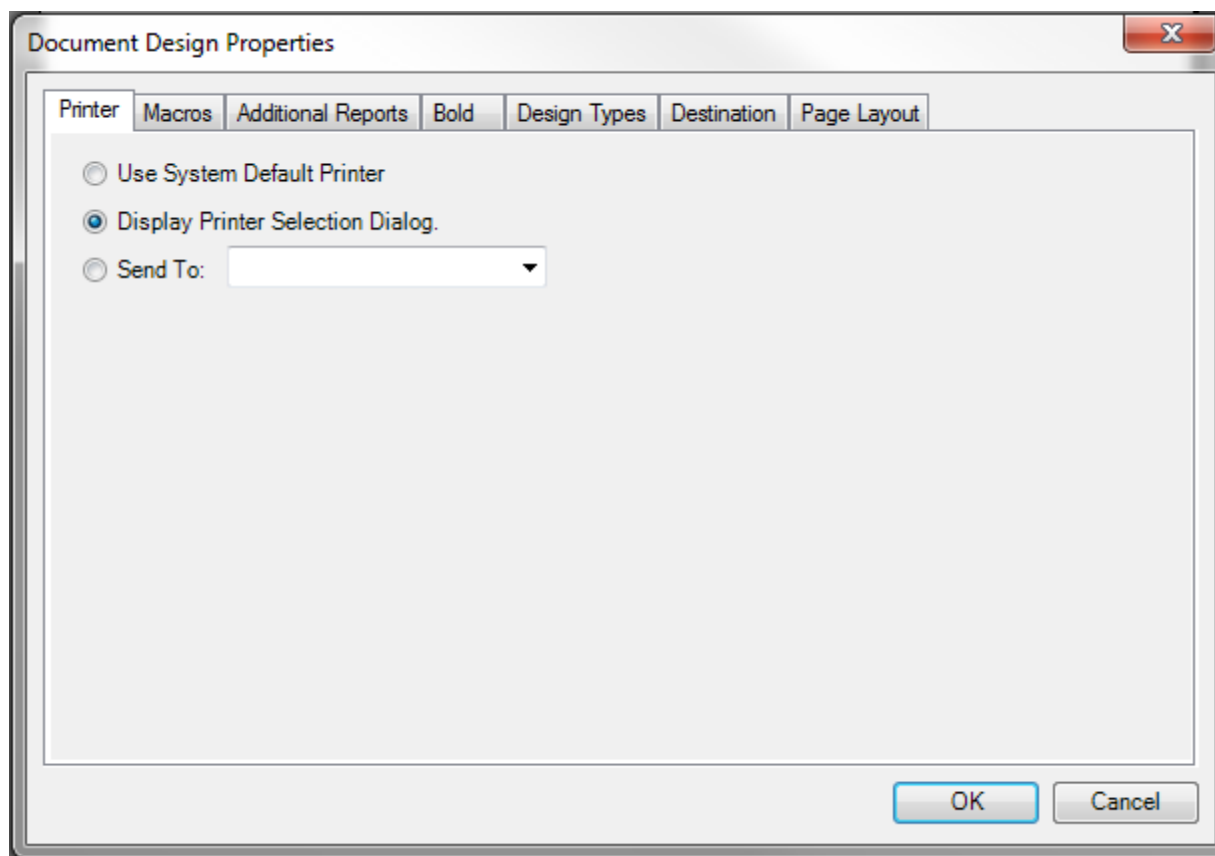 Document Design Properties
Printer Macros Additional Reports Bold Design Types Destination Page Layout
Use System Default Printer
Display Printer Selection Dialog.
Send To:
OK Cancel